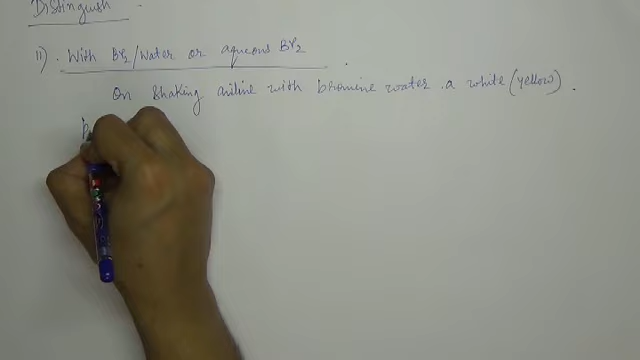 Distinguish
ii). With Br2/water or aqueous Br2
On shaking aniline with bromine water . a white (yellow) .